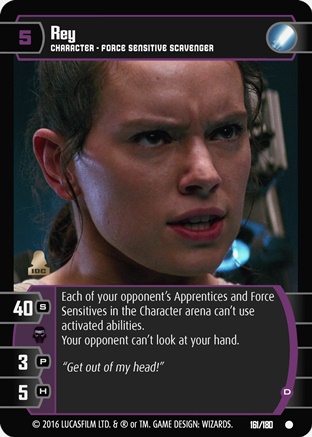 5
Rey
CHARACTER - FORCE SENSITIVE SCAVENGER
IDC
40 S
3 P
5 H
Each of your opponent's Apprentices and Force
Sensitives in the Character arena can't use
activated abilities.
Your opponent can't look at your hand.
"Get out of my head!"
D
© 2016 LUCASFILM LTD. & ® or TM. GAME DESIGN: WIZARDS.
161/180